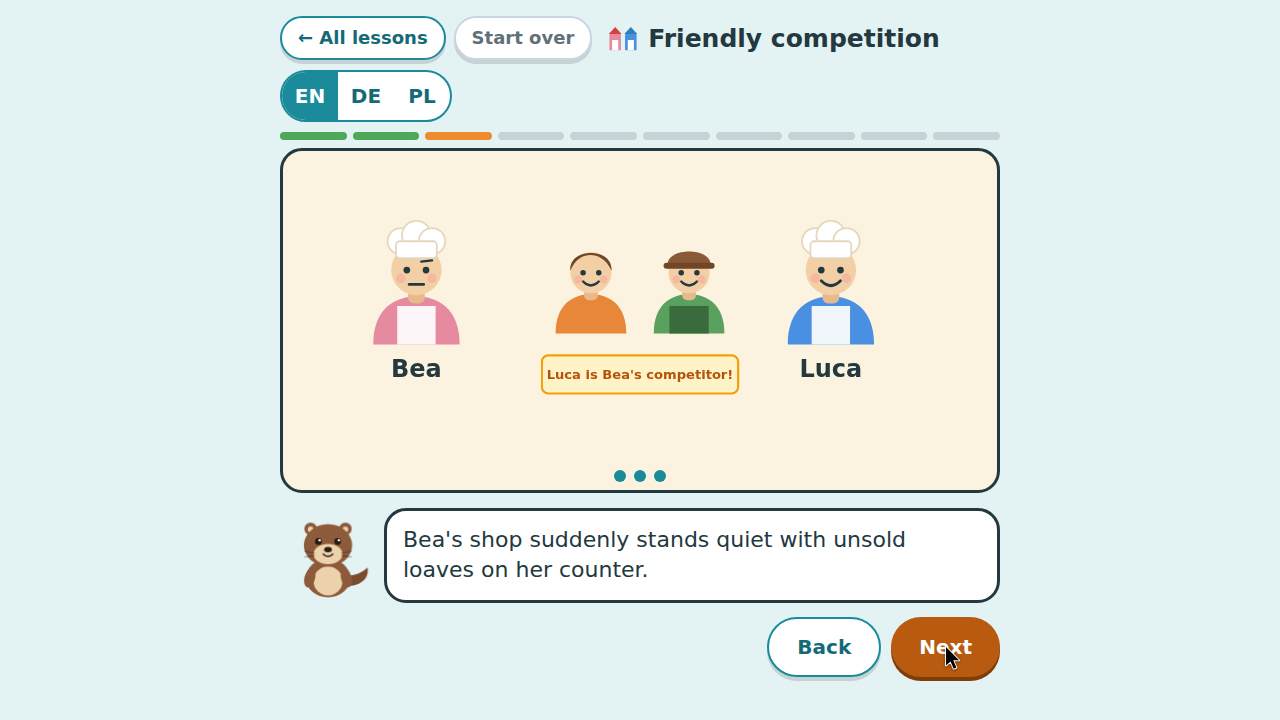 ← All lessons
Start over
Friendly competition
EN DE PL
Bea
Luca is Bea's competitor!
Luca
Bea's shop suddenly stands quiet with unsold
loaves on her counter.
Back
Next